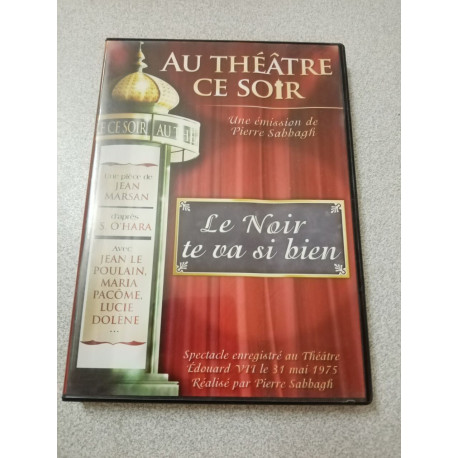 AU THÉÂTRE
CE SOIR
Une émission de
Pierre Sabbagh
E CE SOIR AU T
une pièce de
JEAN
MARSAN
d'après
S. O'HARA
Avec
JEAN LE
POULAIN,
MARIA
PACÔME,
LUCIE
DOLENE
...
Le Noir
te va si bien
Spectacle enregistré au Théâtre
Édouard VII le 31 mai 1975
Réalisé par Pierre Sabbagh